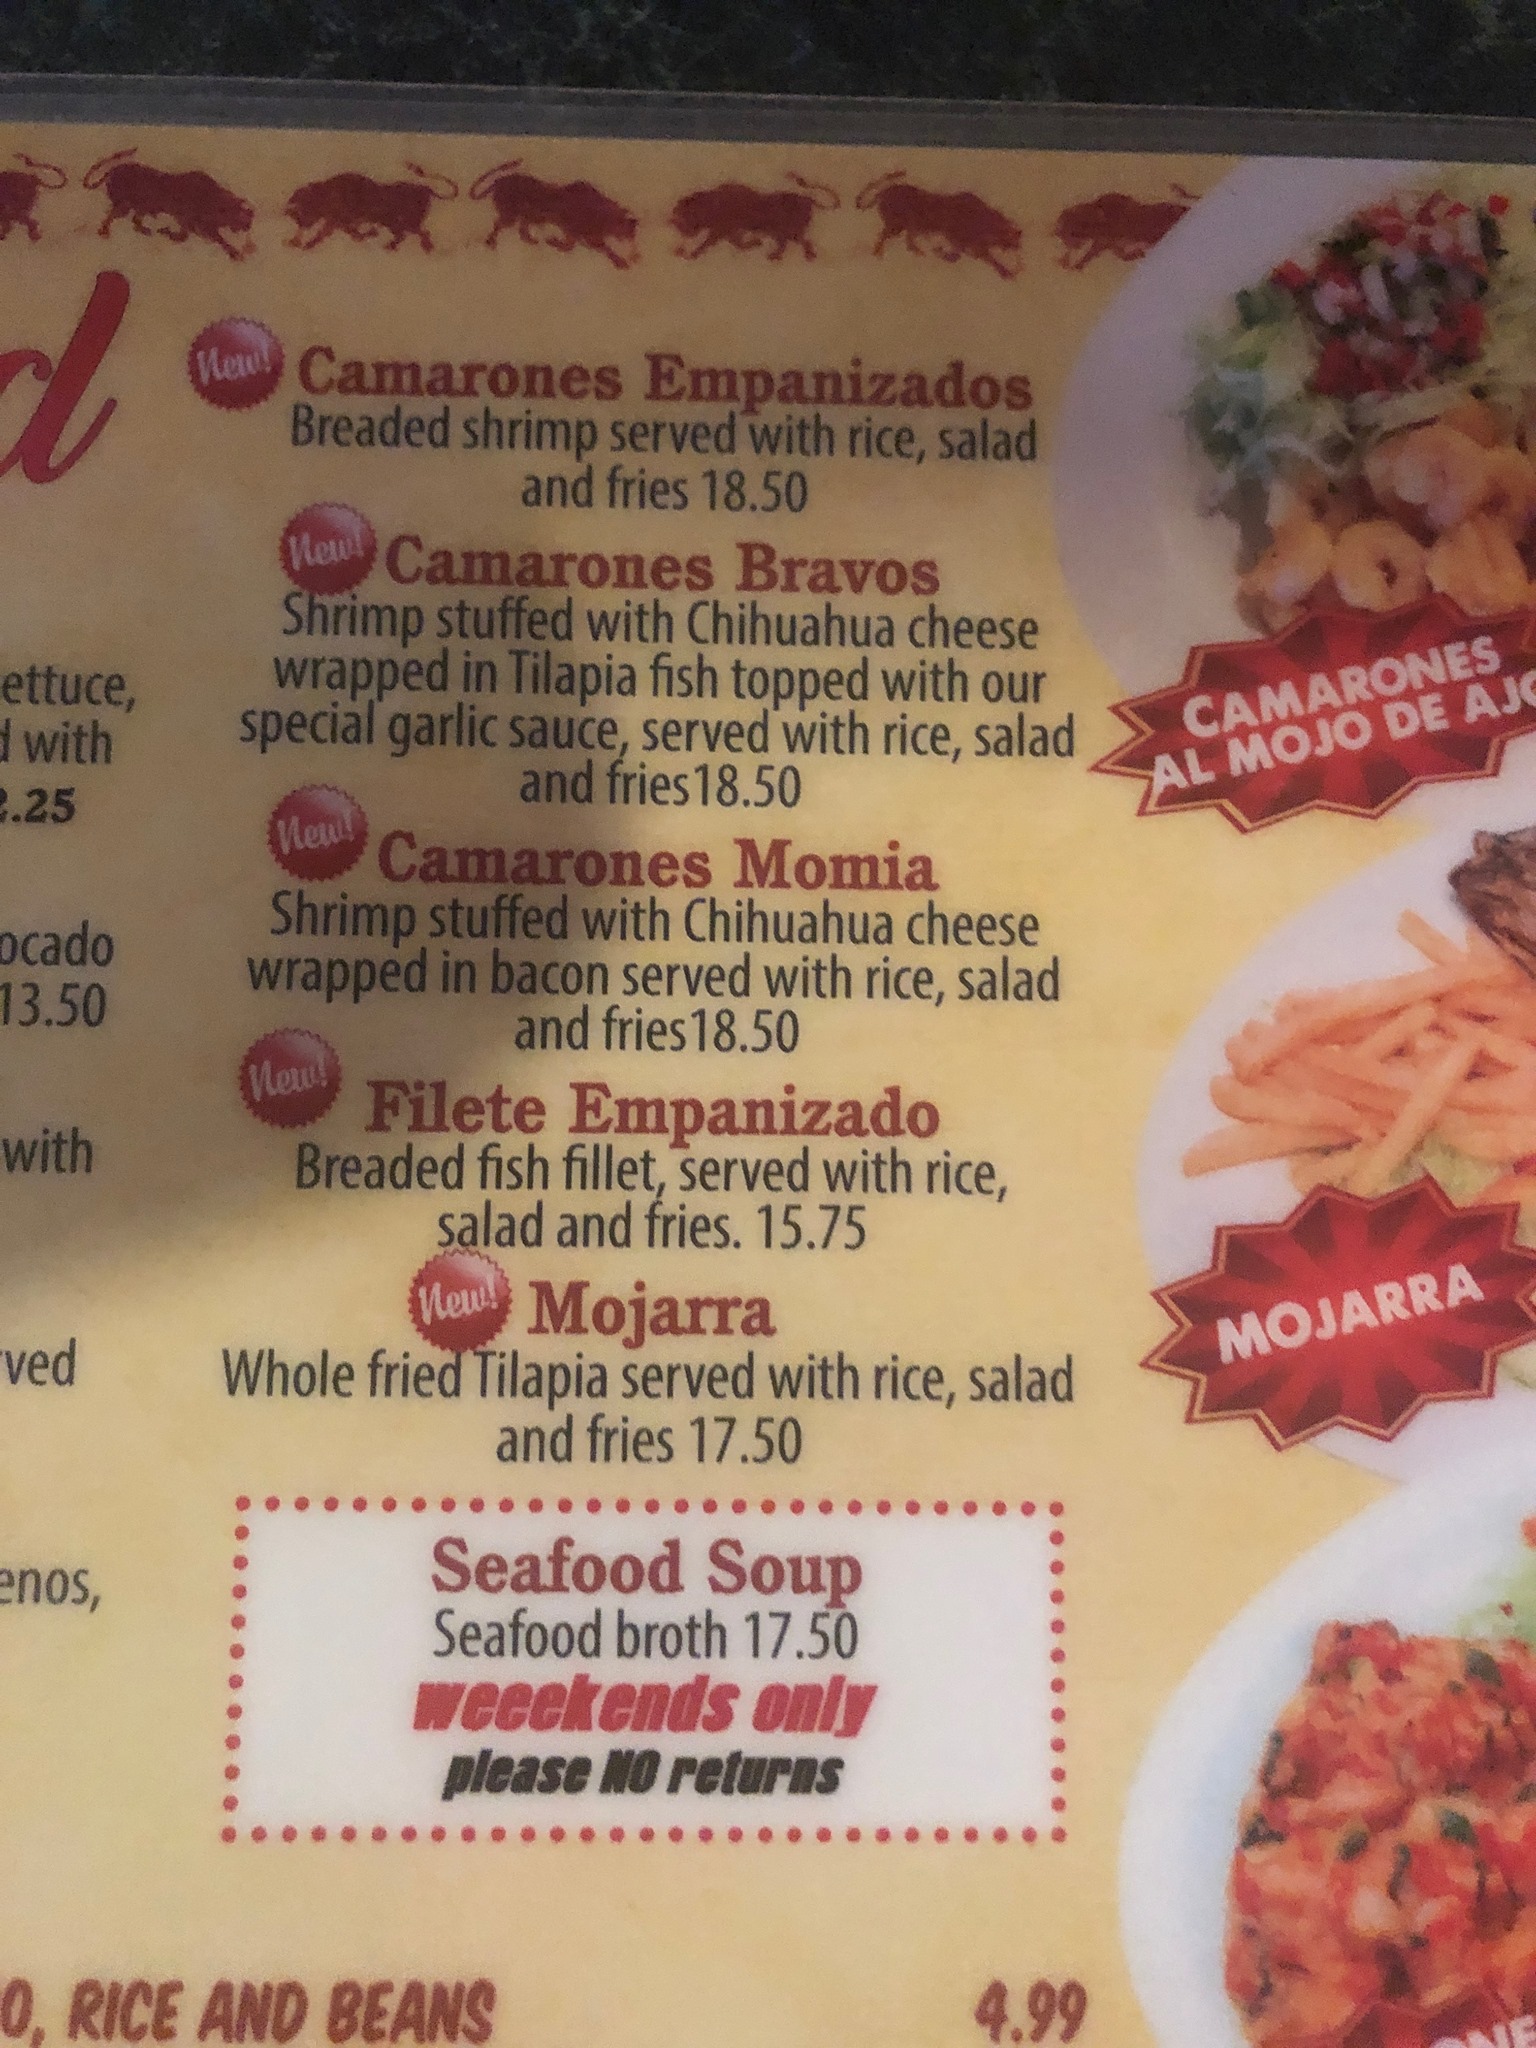 d
ettuce,
d with
2.25
ocado
13.50
with
rved
enos,
New! Camarones Empanizados
Breaded shrimp served with rice, salad
and fries 18.50
New! Camarones Bravos
Shrimp stuffed with Chihuahua cheese
wrapped in Tilapia fish topped with our
special garlic sauce, served with rice, salad
and fries18.50
New! Camarones Momia
Shrimp stuffed with Chihuahua cheese
wrapped in bacon served with rice, salad
and fries18.50
New! Filete Empanizado
Breaded fish fillet, served with rice,
salad and fries. 15.75
New! Mojarra
Whole fried Tilapia served with rice, salad
and fries 17.50
Seafood Soup
Seafood broth 17.50
weeekends only
please NO returns
O, RICE AND BEANS 4.99
CAMARONES
AL MOJO DE AJO
MOJARRA